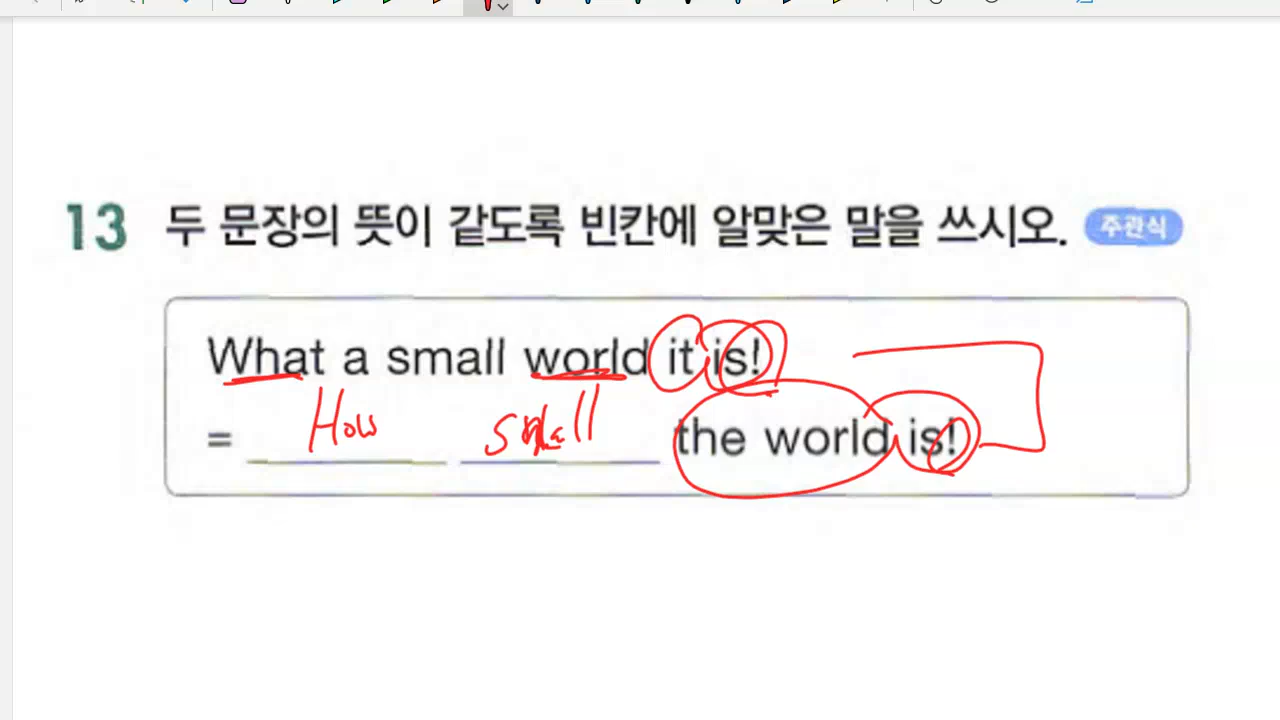 13 두 문장의 뜻이 같도록 빈칸에 알맞은 말을 쓰시오. 주관식
What a small world it is!
= How small the world is!